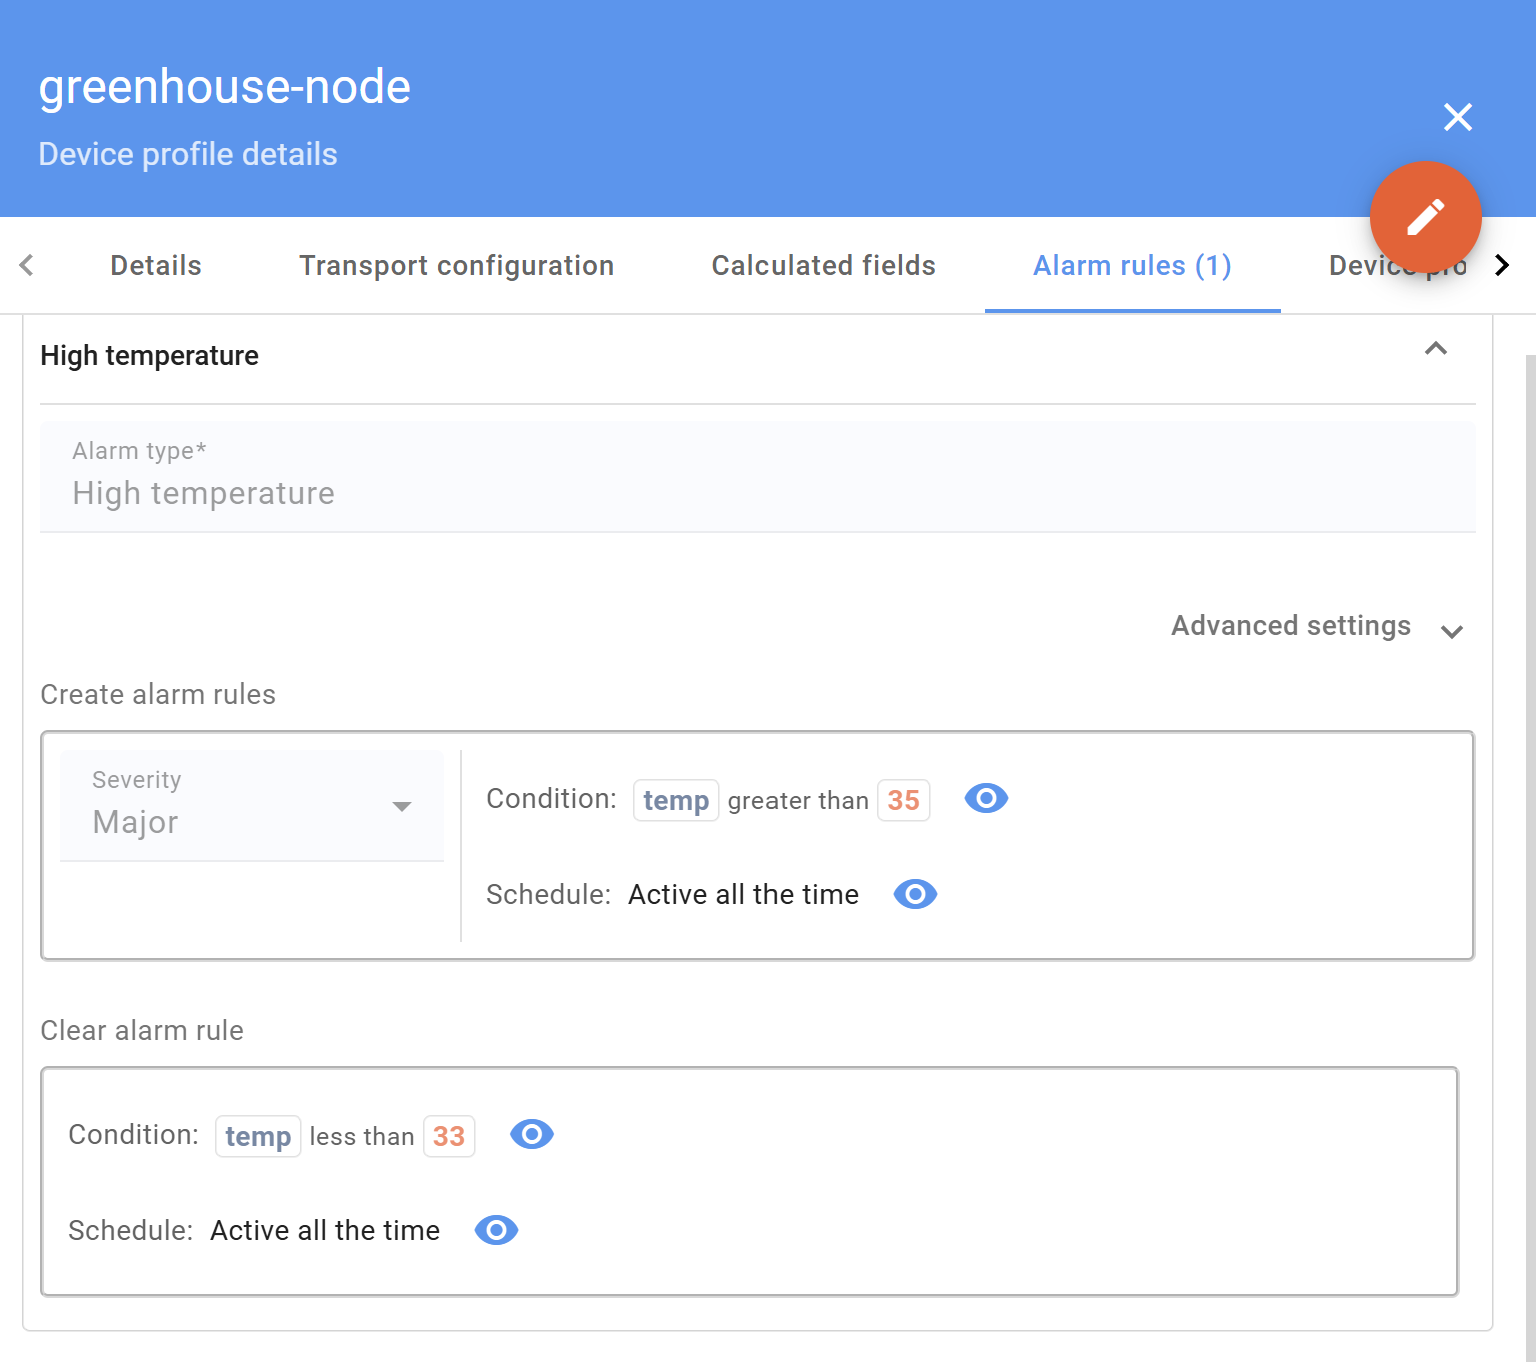 greenhouse-node
Device profile details
Details Transport configuration Calculated fields Alarm rules (1) Device pro
High temperature
Alarm type*
High temperature
Advanced settings
Create alarm rules
Severity
Major
Condition: temp greater than 35
Schedule: Active all the time
Clear alarm rule
Condition: temp less than 33
Schedule: Active all the time